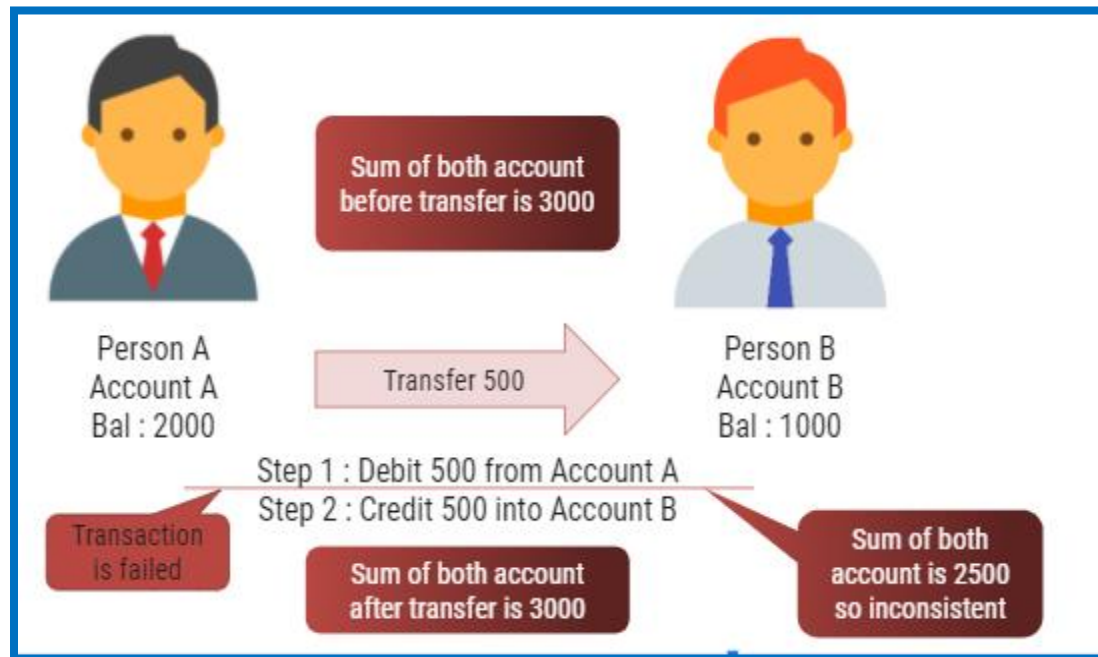 Sum of both account
before transfer is 3000
Person A
Account A
Bal : 2000
Transfer 500
Person B
Account B
Bal : 1000
Step 1 : Debit 500 from Account A
Step 2 : Credit 500 into Account B
Transaction
is failed
Sum of both account
after transfer is 3000
Sum of both
account is 2500
so inconsistent